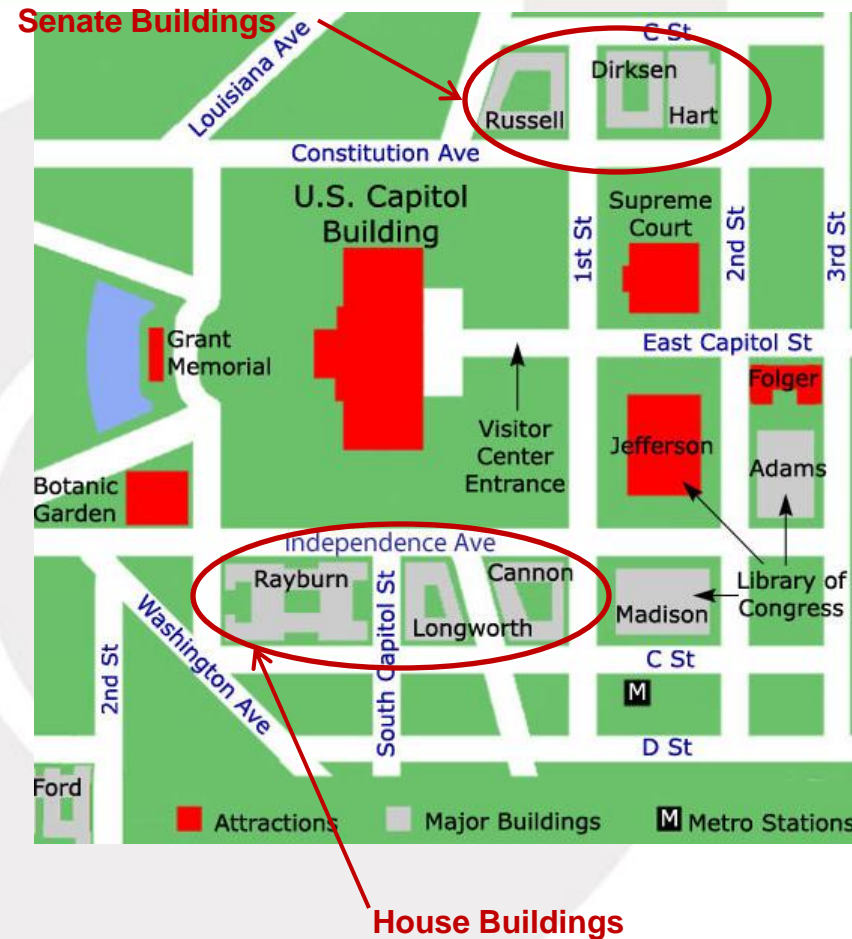 Senate Buildings
C St
Louisiana Ave
Dirksen
Russell
Hart
Constitution Ave
U.S. Capitol
Building
Supreme
Court
1st St
2nd St
3rd St
Grant
Memorial
East Capitol St
Folger
Visitor
Center
Entrance
Jefferson
Adams
Botanic
Garden
Independence Ave
Rayburn
Cannon
Longworth
Madison
Library of
Congress
Washington Ave
South Capitol St
2nd St
C St
M
D St
Ford
Attractions
Major Buildings
M Metro Stations
House Buildings